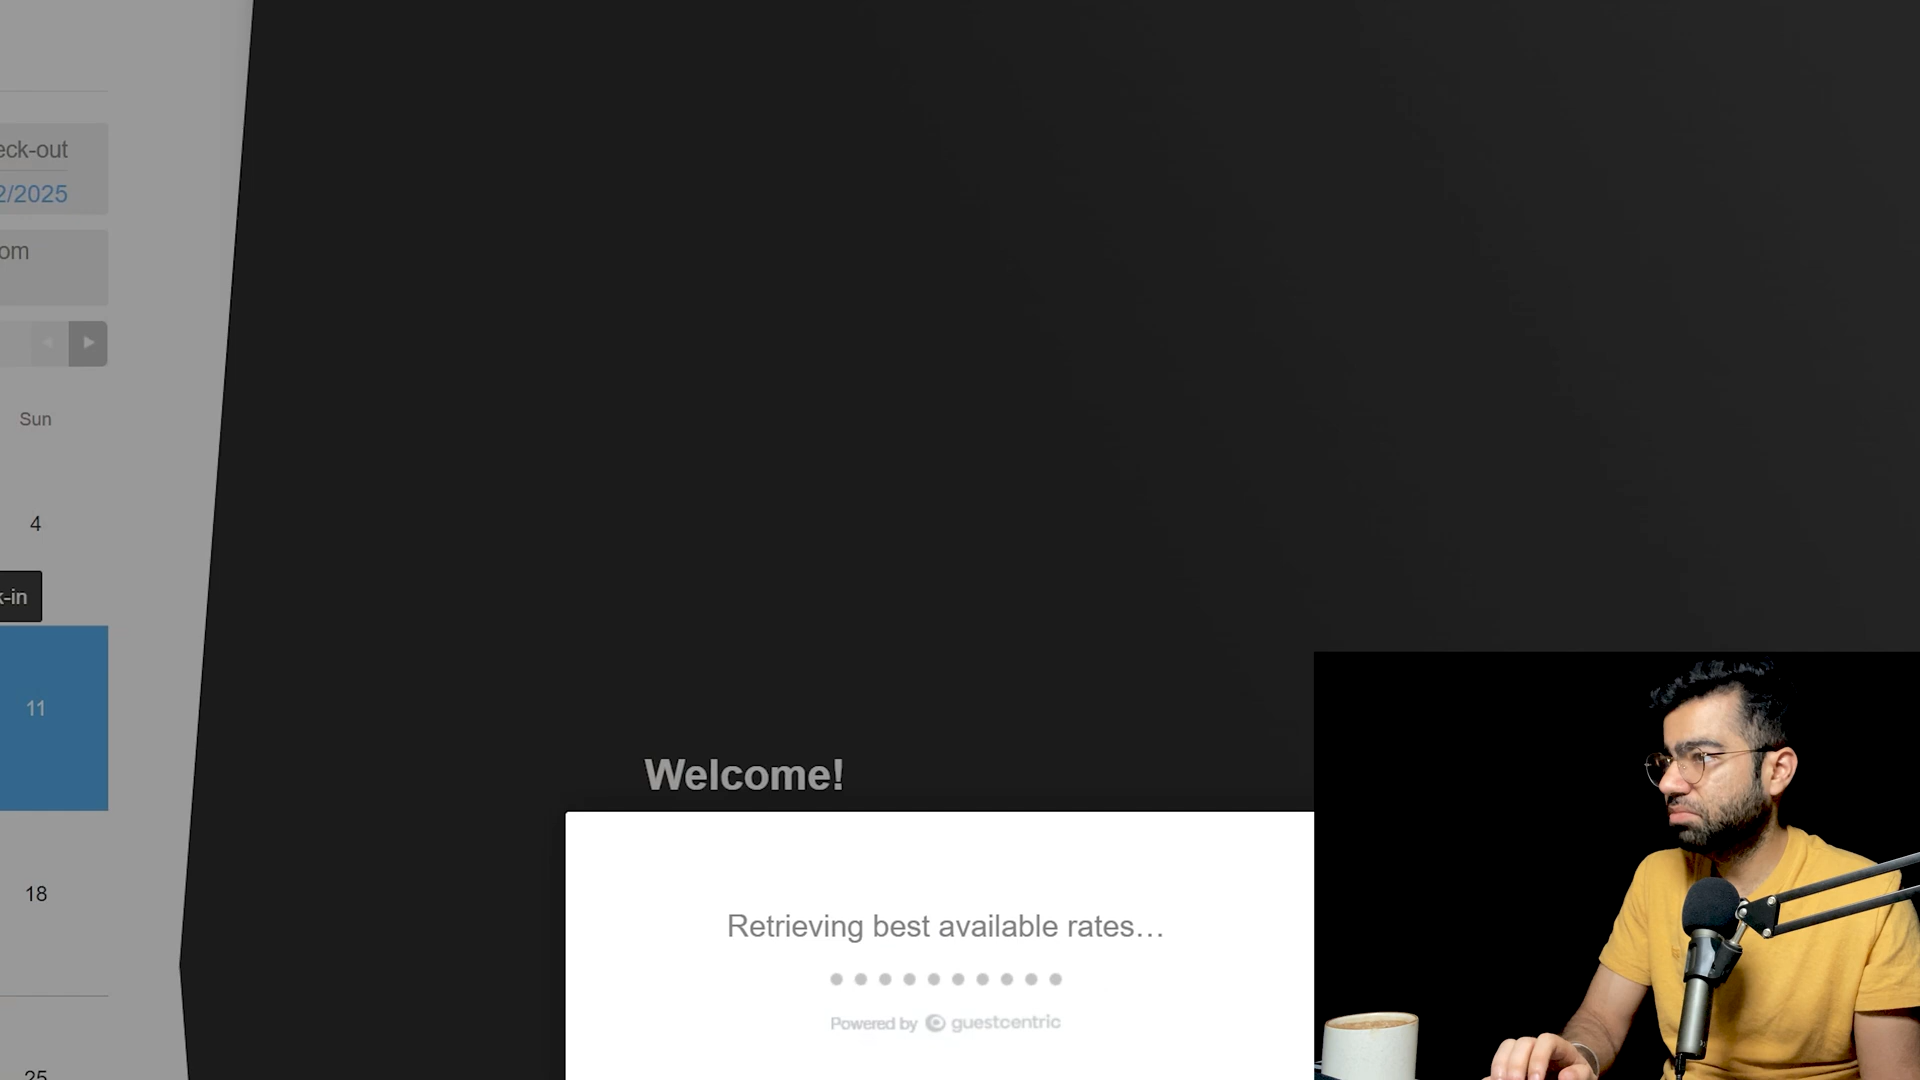 eck-out
2/2025
om
Sun
4
k-in
11
18
25
Welcome!
Retrieving best available rates…
Powered by guestcentric